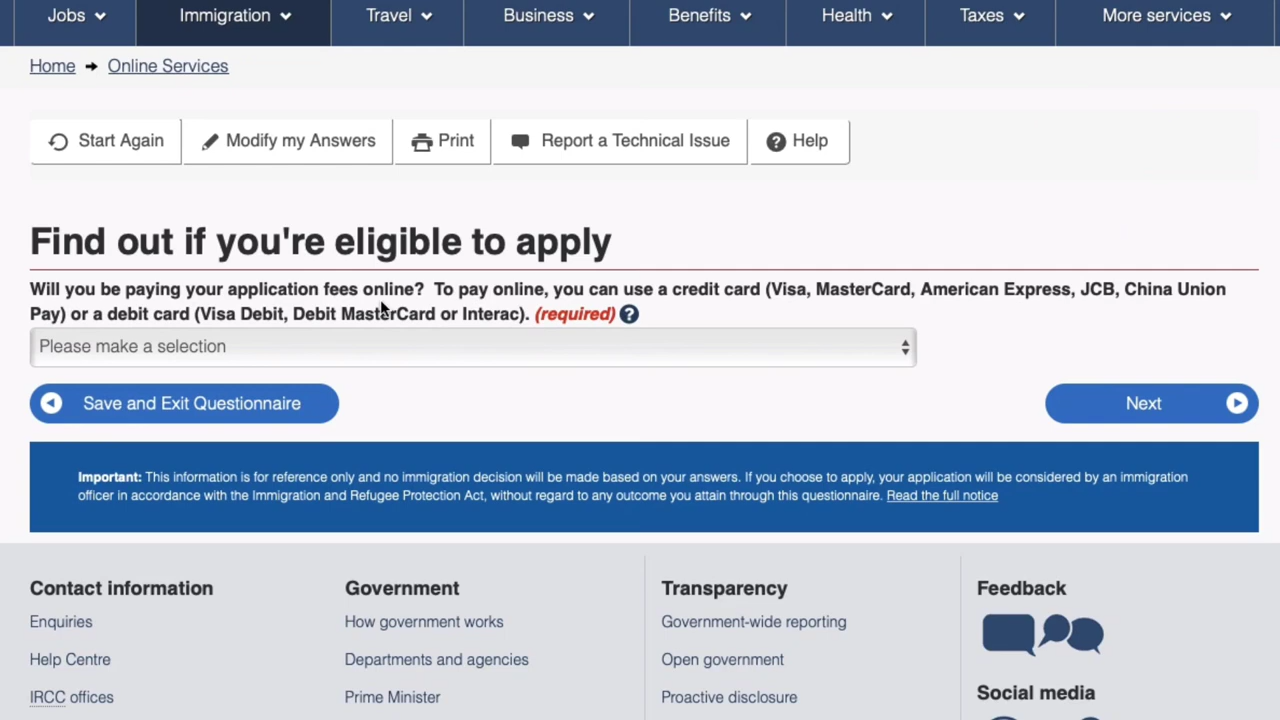 Jobs Immigration Travel Business Benefits Health Taxes More services
Home Online Services
Start Again Modify my Answers Print Report a Technical Issue Help
Find out if you're eligible to apply
Will you be paying your application fees online? To pay online, you can use a credit card (Visa, MasterCard, American Express, JCB, China Union
Pay) or a debit card (Visa Debit, Debit MasterCard or Interac). (required)
Please make a selection
Save and Exit Questionnaire Next
Important: This information is for reference only and no immigration decision will be made based on your answers. If you choose to apply, your application will be considered by an immigration
officer in accordance with the Immigration and Refugee Protection Act, without regard to any outcome you attain through this questionnaire. Read the full notice
Contact information
Enquiries
Help Centre
IRCC offices
Government
How government works
Departments and agencies
Prime Minister
Transparency
Government-wide reporting
Open government
Proactive disclosure
Feedback
Social media